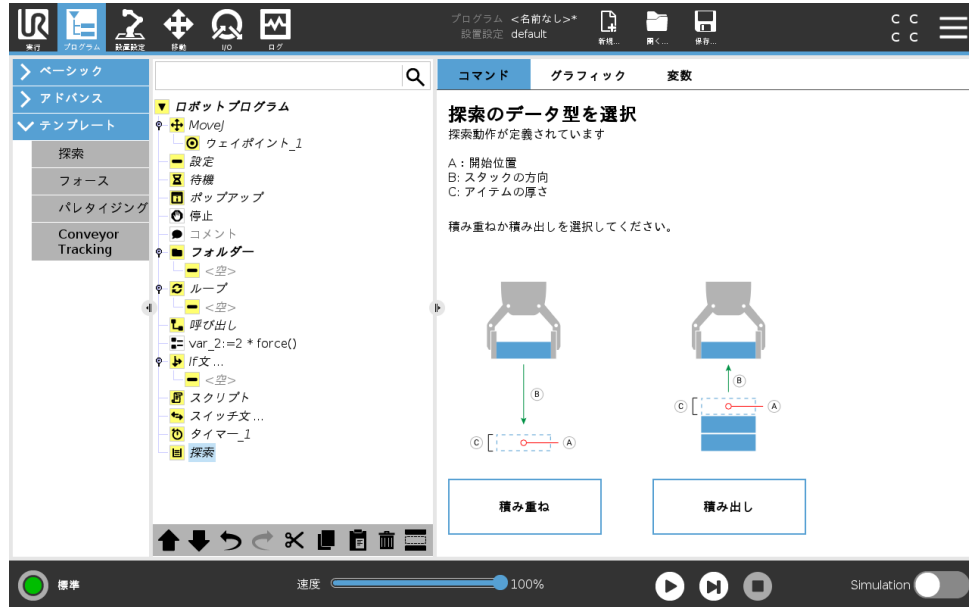 UR
実行
プログラム
設置設定
移動
I/O
ログ
プログラム <名前なし>*
設置設定 default
新規...
開く...
保存...
C C
C C
ベーシック
アドバンス
テンプレート
探索
フォース
パレタイジング
Conveyor
Tracking
ロボットプログラム
MoveJ
ウェイポイント_1
設定
待機
ポップアップ
停止
コメント
フォルダー
<空>
ループ
<空>
呼び出し
var_2:=2 * force()
If文 ...
<空>
スクリプト
スイッチ文 ...
タイマー_1
探索
コマンド グラフィック 変数
探索のデータ型を選択
探索動作が定義されています
A : 開始位置
B: スタックの方向
C: アイテムの厚さ
積み重ねか積み出しを選択してください。
B
C A
B
C A
積み重ね
積み出し
標準
速度 100%
Simulation